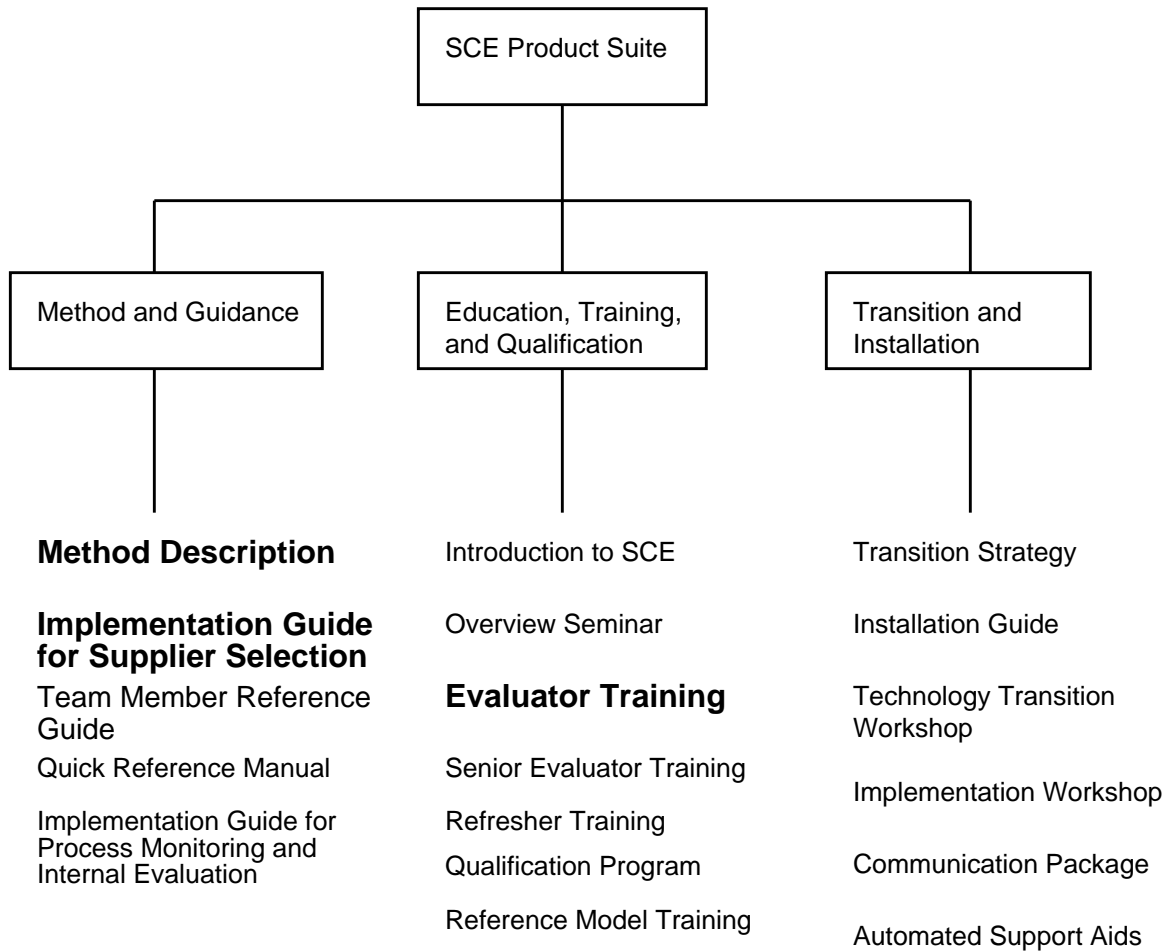 SCE Product Suite
Method and Guidance
Education, Training,
and Qualification
Transition and
Installation
Method Description
Implementation Guide
for Supplier Selection
Team Member Reference
Guide
Quick Reference Manual
Implementation Guide for
Process Monitoring and
Internal Evaluation
Introduction to SCE
Overview Seminar
Evaluator Training
Senior Evaluator Training
Refresher Training
Qualification Program
Reference Model Training
Transition Strategy
Installation Guide
Technology Transition
Workshop
Implementation Workshop
Communication Package
Automated Support Aids